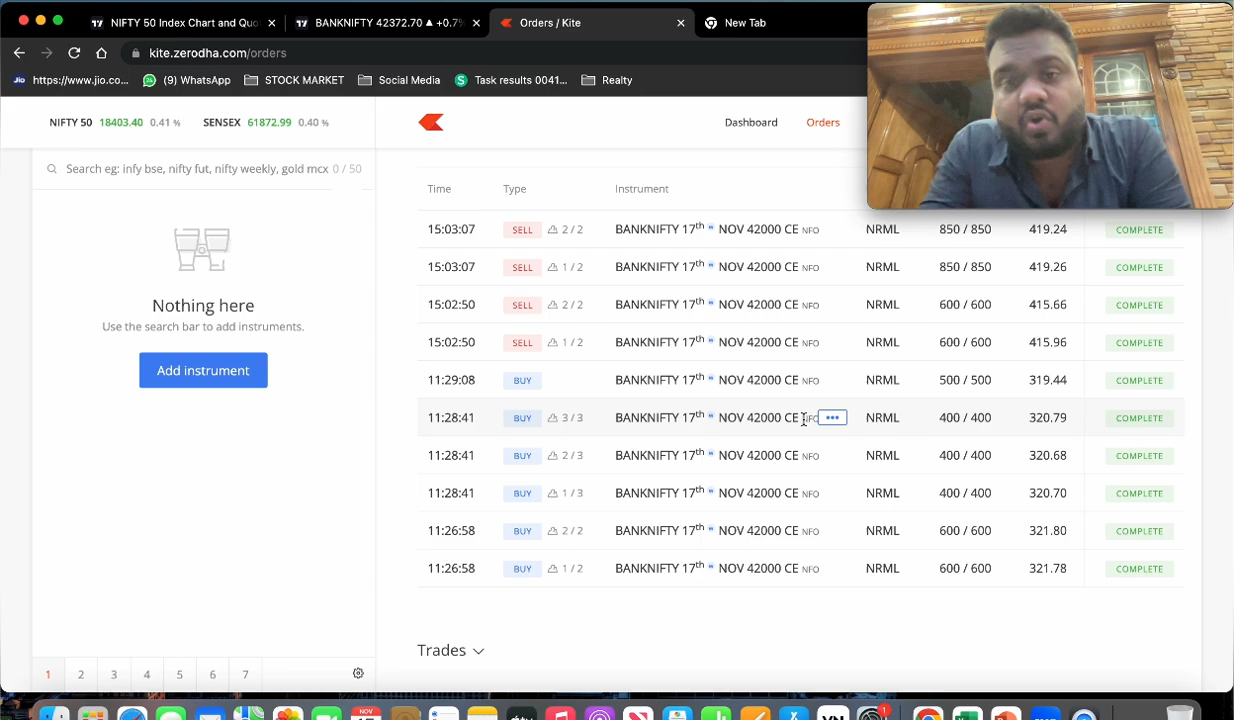 NIFTY 50 Index Chart and Quo
BANKNIFTY 42372.70 ▲ +0.7%
Orders / Kite
New Tab
kite.zerodha.com/orders
https://www.jio.co...
(9) WhatsApp
STOCK MARKET
Social Media
Task results 0041...
Realty
NIFTY 50 18403.40 0.41 %
SENSEX 61872.99 0.40 %
Dashboard
Orders
Search eg: infy bse, nifty fut, nifty weekly, gold mcx 0 / 50
Nothing here
Use the search bar to add instruments.
Add instrument
Time Type Instrument
15:03:07 SELL 2 / 2 BANKNIFTY 17th w NOV 42000 CE NFO NRML 850 / 850 419.24 COMPLETE
15:03:07 SELL 1 / 2 BANKNIFTY 17th w NOV 42000 CE NFO NRML 850 / 850 419.26 COMPLETE
15:02:50 SELL 2 / 2 BANKNIFTY 17th w NOV 42000 CE NFO NRML 600 / 600 415.66 COMPLETE
15:02:50 SELL 1 / 2 BANKNIFTY 17th w NOV 42000 CE NFO NRML 600 / 600 415.96 COMPLETE
11:29:08 BUY BANKNIFTY 17th w NOV 42000 CE NFO NRML 500 / 500 319.44 COMPLETE
11:28:41 BUY 3 / 3 BANKNIFTY 17th w NOV 42000 CE NFO NRML 400 / 400 320.79 COMPLETE
11:28:41 BUY 2 / 3 BANKNIFTY 17th w NOV 42000 CE NFO NRML 400 / 400 320.68 COMPLETE
11:28:41 BUY 1 / 3 BANKNIFTY 17th w NOV 42000 CE NFO NRML 400 / 400 320.70 COMPLETE
11:26:58 BUY 2 / 2 BANKNIFTY 17th w NOV 42000 CE NFO NRML 600 / 600 321.80 COMPLETE
11:26:58 BUY 1 / 2 BANKNIFTY 17th w NOV 42000 CE NFO NRML 600 / 600 321.78 COMPLETE
Trades
1 2 3 4 5 6 7